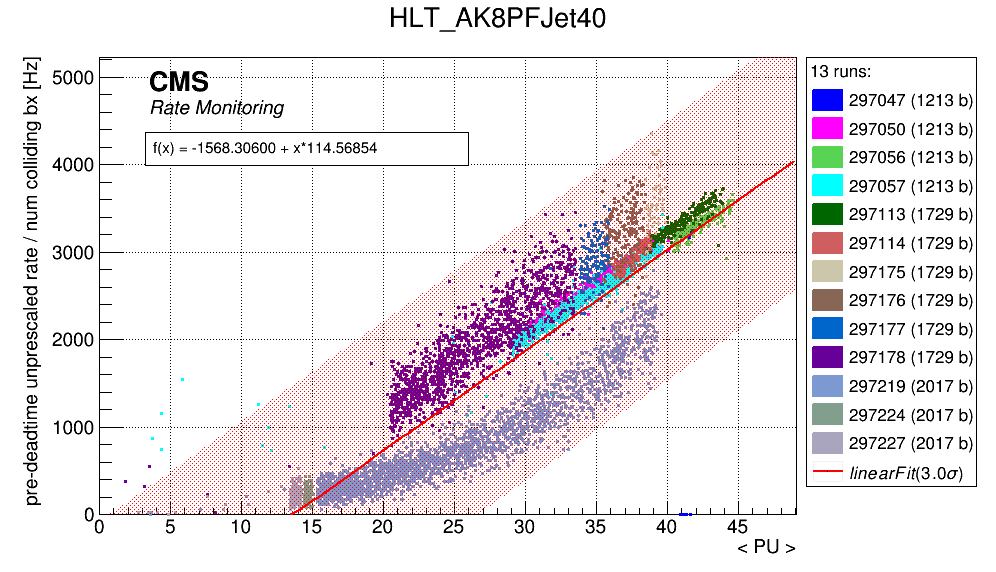 HLT_AK8PFJet40
pre-deadtime unprescaled rate / num colliding bx [Hz]
CMS
Rate Monitoring
f(x) = -1568.30600 + x*114.56854
5000
4000
3000
2000
1000
0
0 5 10 15 20 25 30 35 40 45
< PU >
13 runs:
297047 (1213 b)
297050 (1213 b)
297056 (1213 b)
297057 (1213 b)
297113 (1729 b)
297114 (1729 b)
297175 (1729 b)
297176 (1729 b)
297177 (1729 b)
297178 (1729 b)
297219 (2017 b)
297224 (2017 b)
297227 (2017 b)
linearFit(3.0σ)